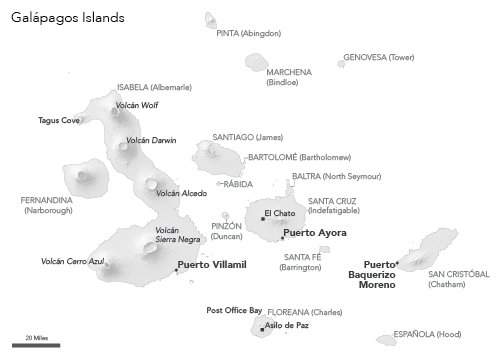 Galápagos Islands
PINTA (Abingdon)
GENOVESA (Tower)
MARCHENA
(Bindloe)
ISABELA (Albemarle)
Volcán Wolf
Tagus Cove
Volcán Darwin
SANTIAGO (James)
BARTOLOMÉ (Bartholomew)
RÁBIDA
BALTRA (North Seymour)
Volcán Alcedo
FERNANDINA
(Narborough)
SANTA CRUZ
(Indefatigable)
El Chato
PINZÓN
(Duncan)
Puerto Ayora
Volcán
Sierra Negra
Volcán Cerro Azul
Puerto Villamil
SANTA FÉ
(Barrington)
Puerto
Baquerizo
Moreno
SAN CRISTÓBAL
(Chatham)
Post Office Bay
FLOREANA (Charles)
Asilo de Paz
ESPAÑOLA (Hood)
20 Miles